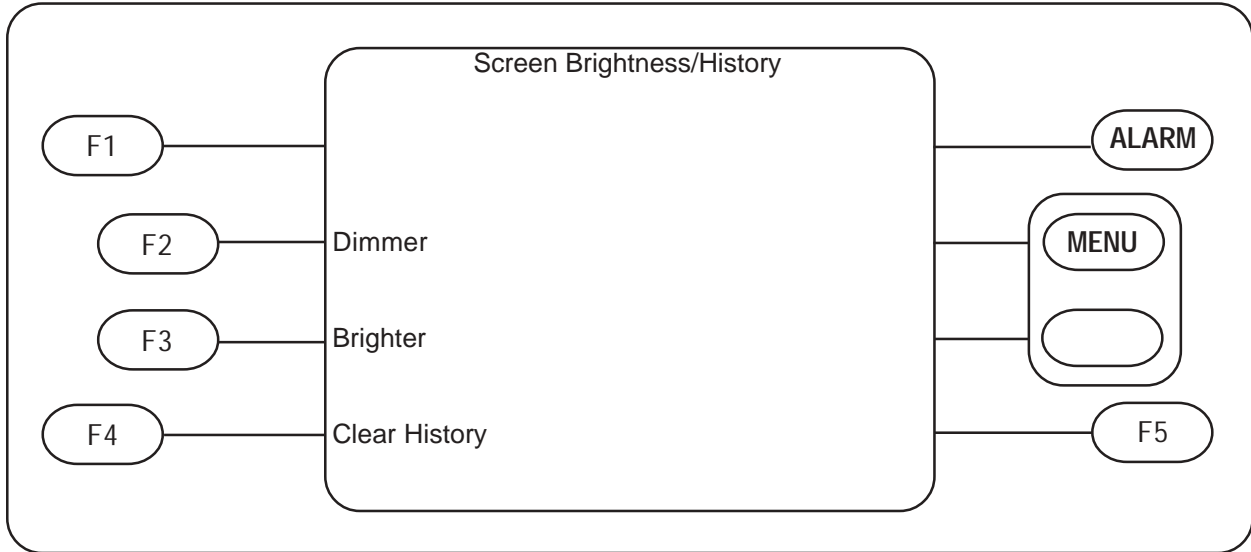 Screen Brightness/History
F1
ALARM
F2
Dimmer
MENU
F3
Brighter
F4
Clear History
F5